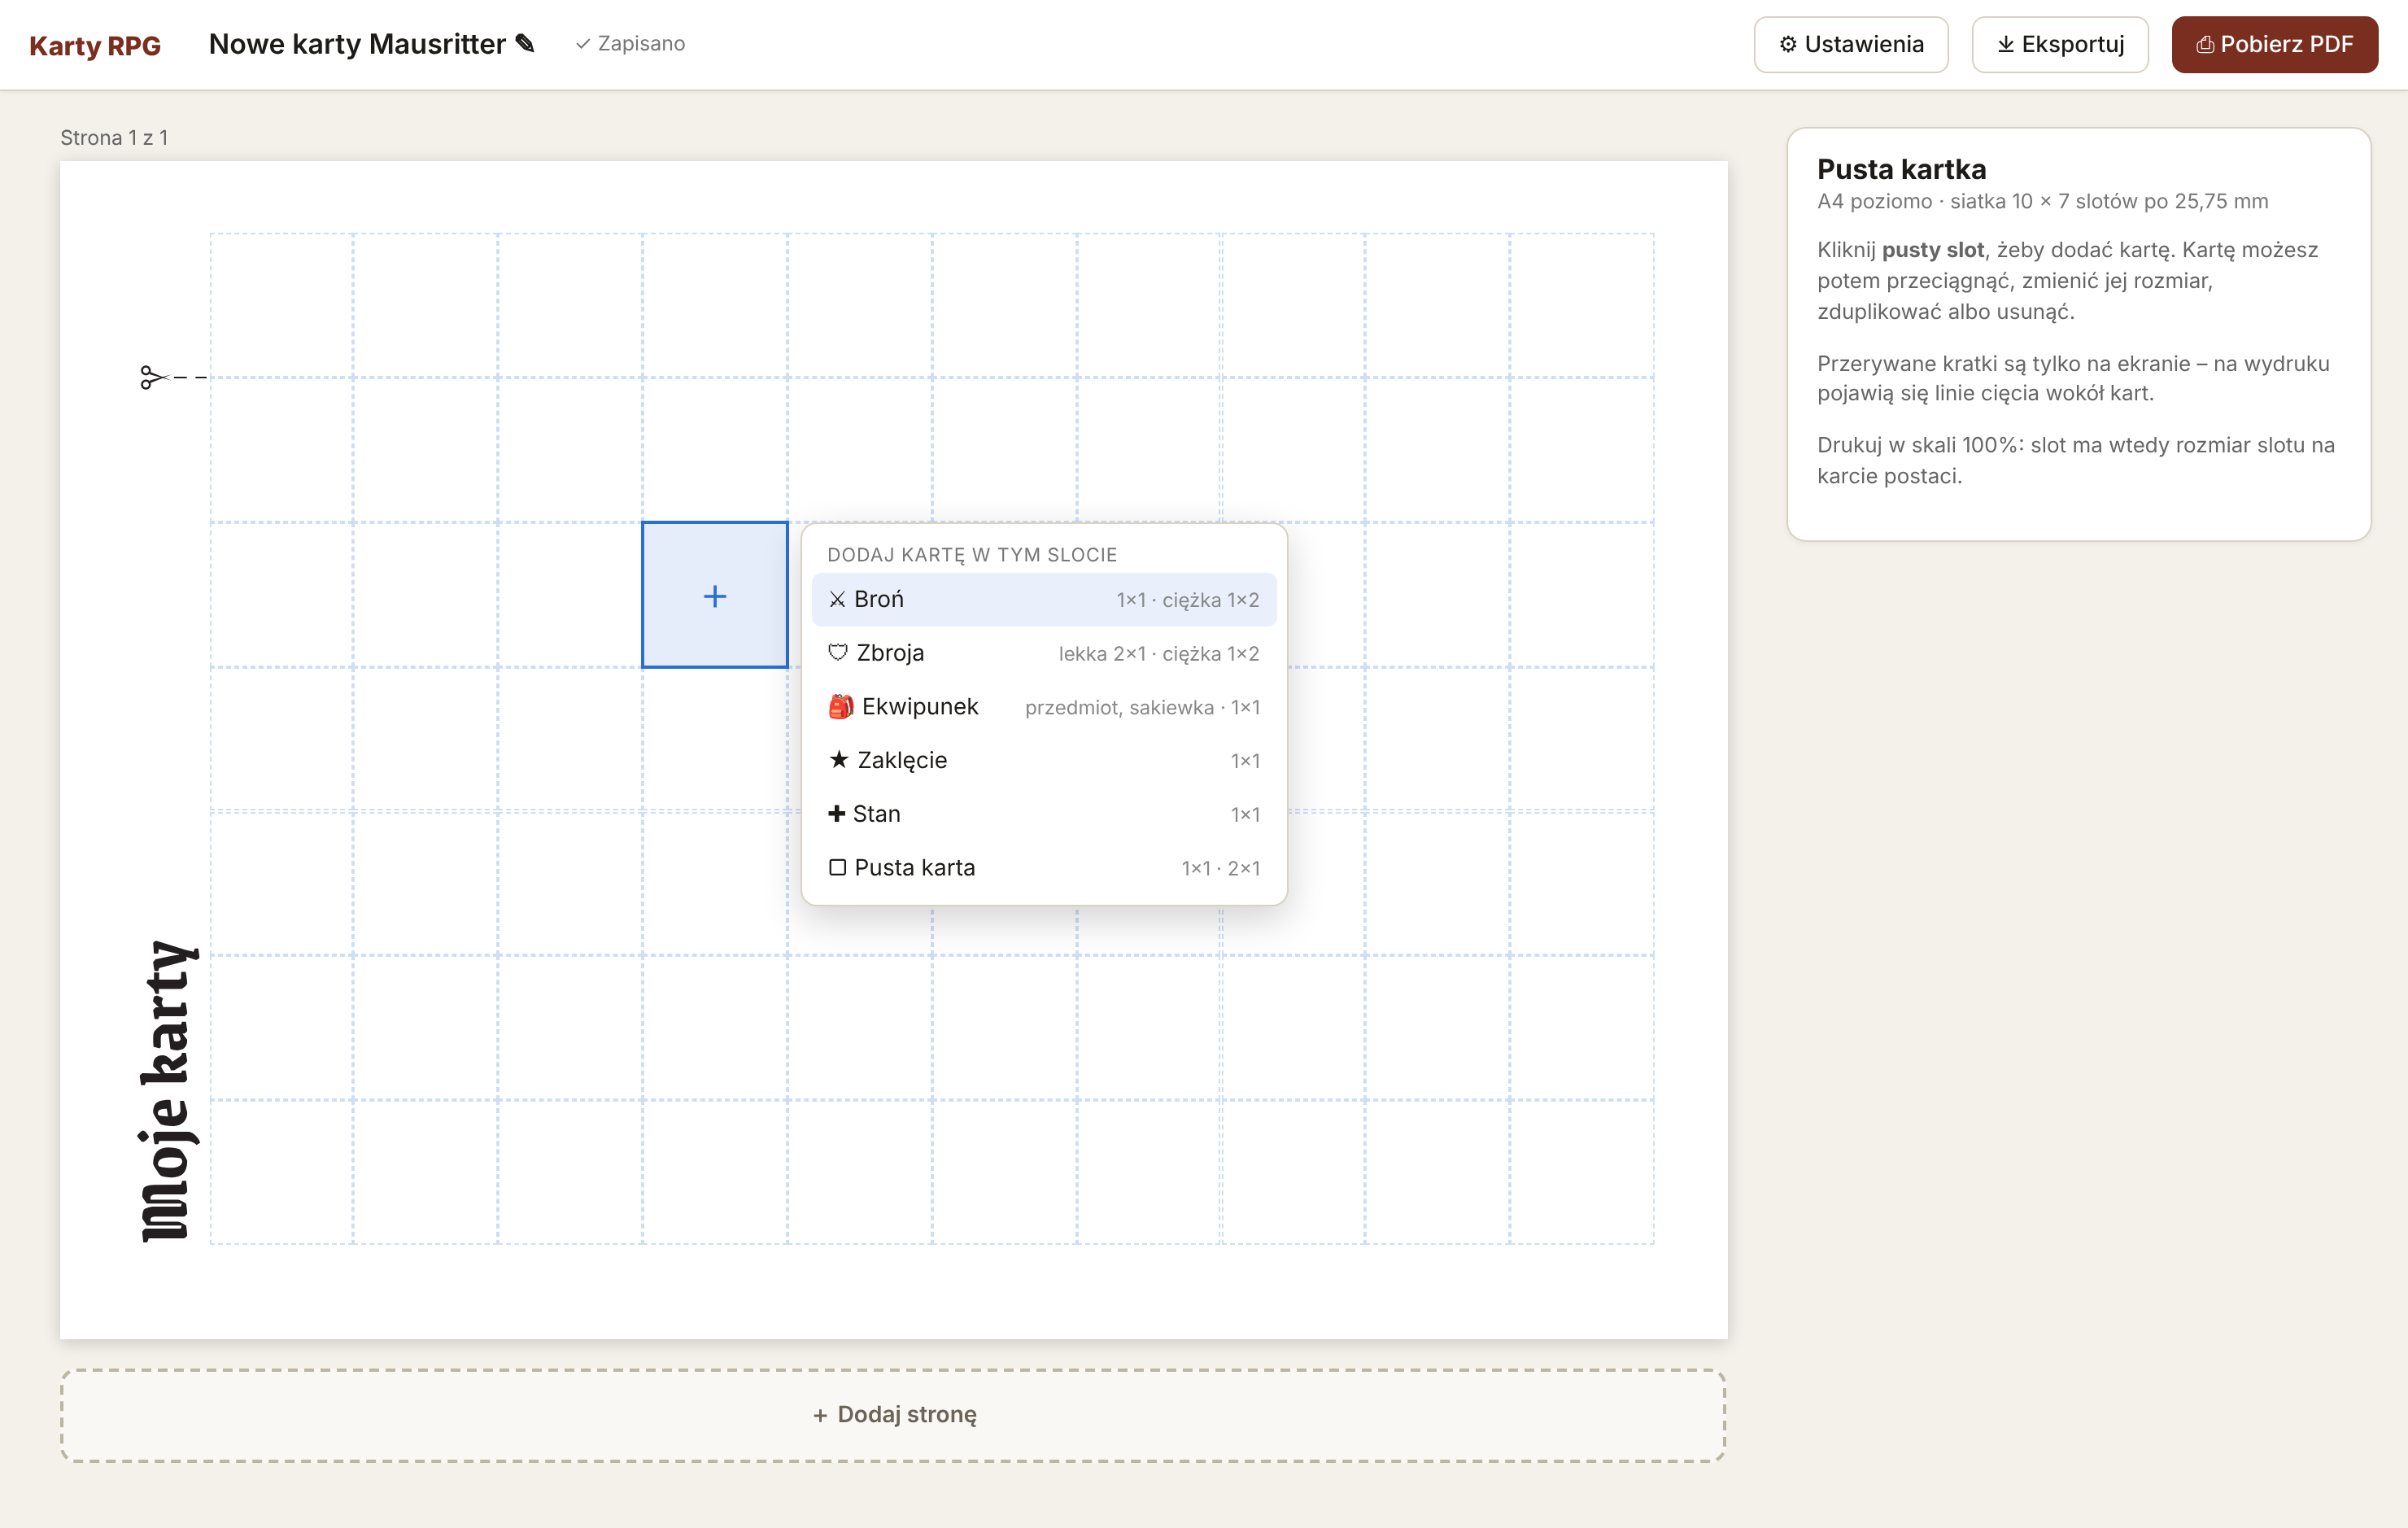 Karty RPG
Nowe karty Mausritter ✎
✓ Zapisano
⚙ Ustawienia
Eksportuj
Pobierz PDF
Strona 1 z 1
Moje karty
+
DODAJ KARTĘ W TYM SLOCIE
⚔ Broń 1×1 · ciężka 1×2
🛡 Zbroja lekka 2×1 · ciężka 1×2
🎒 Ekwipunek przedmiot, sakiewka · 1×1
★ Zaklęcie 1×1
✚ Stan 1×1
▢ Pusta karta 1×1 · 2×1
+ Dodaj stronę
Pusta kartka
A4 poziomo · siatka 10 × 7 slotów po 25,75 mm
Kliknij pusty slot, żeby dodać kartę. Kartę możesz
potem przeciągnąć, zmienić jej rozmiar,
zduplikować albo usunąć.
Przerywane kratki są tylko na ekranie – na wydruku
pojawią się linie cięcia wokół kart.
Drukuj w skali 100%: slot ma wtedy rozmiar slotu na
karcie postaci.